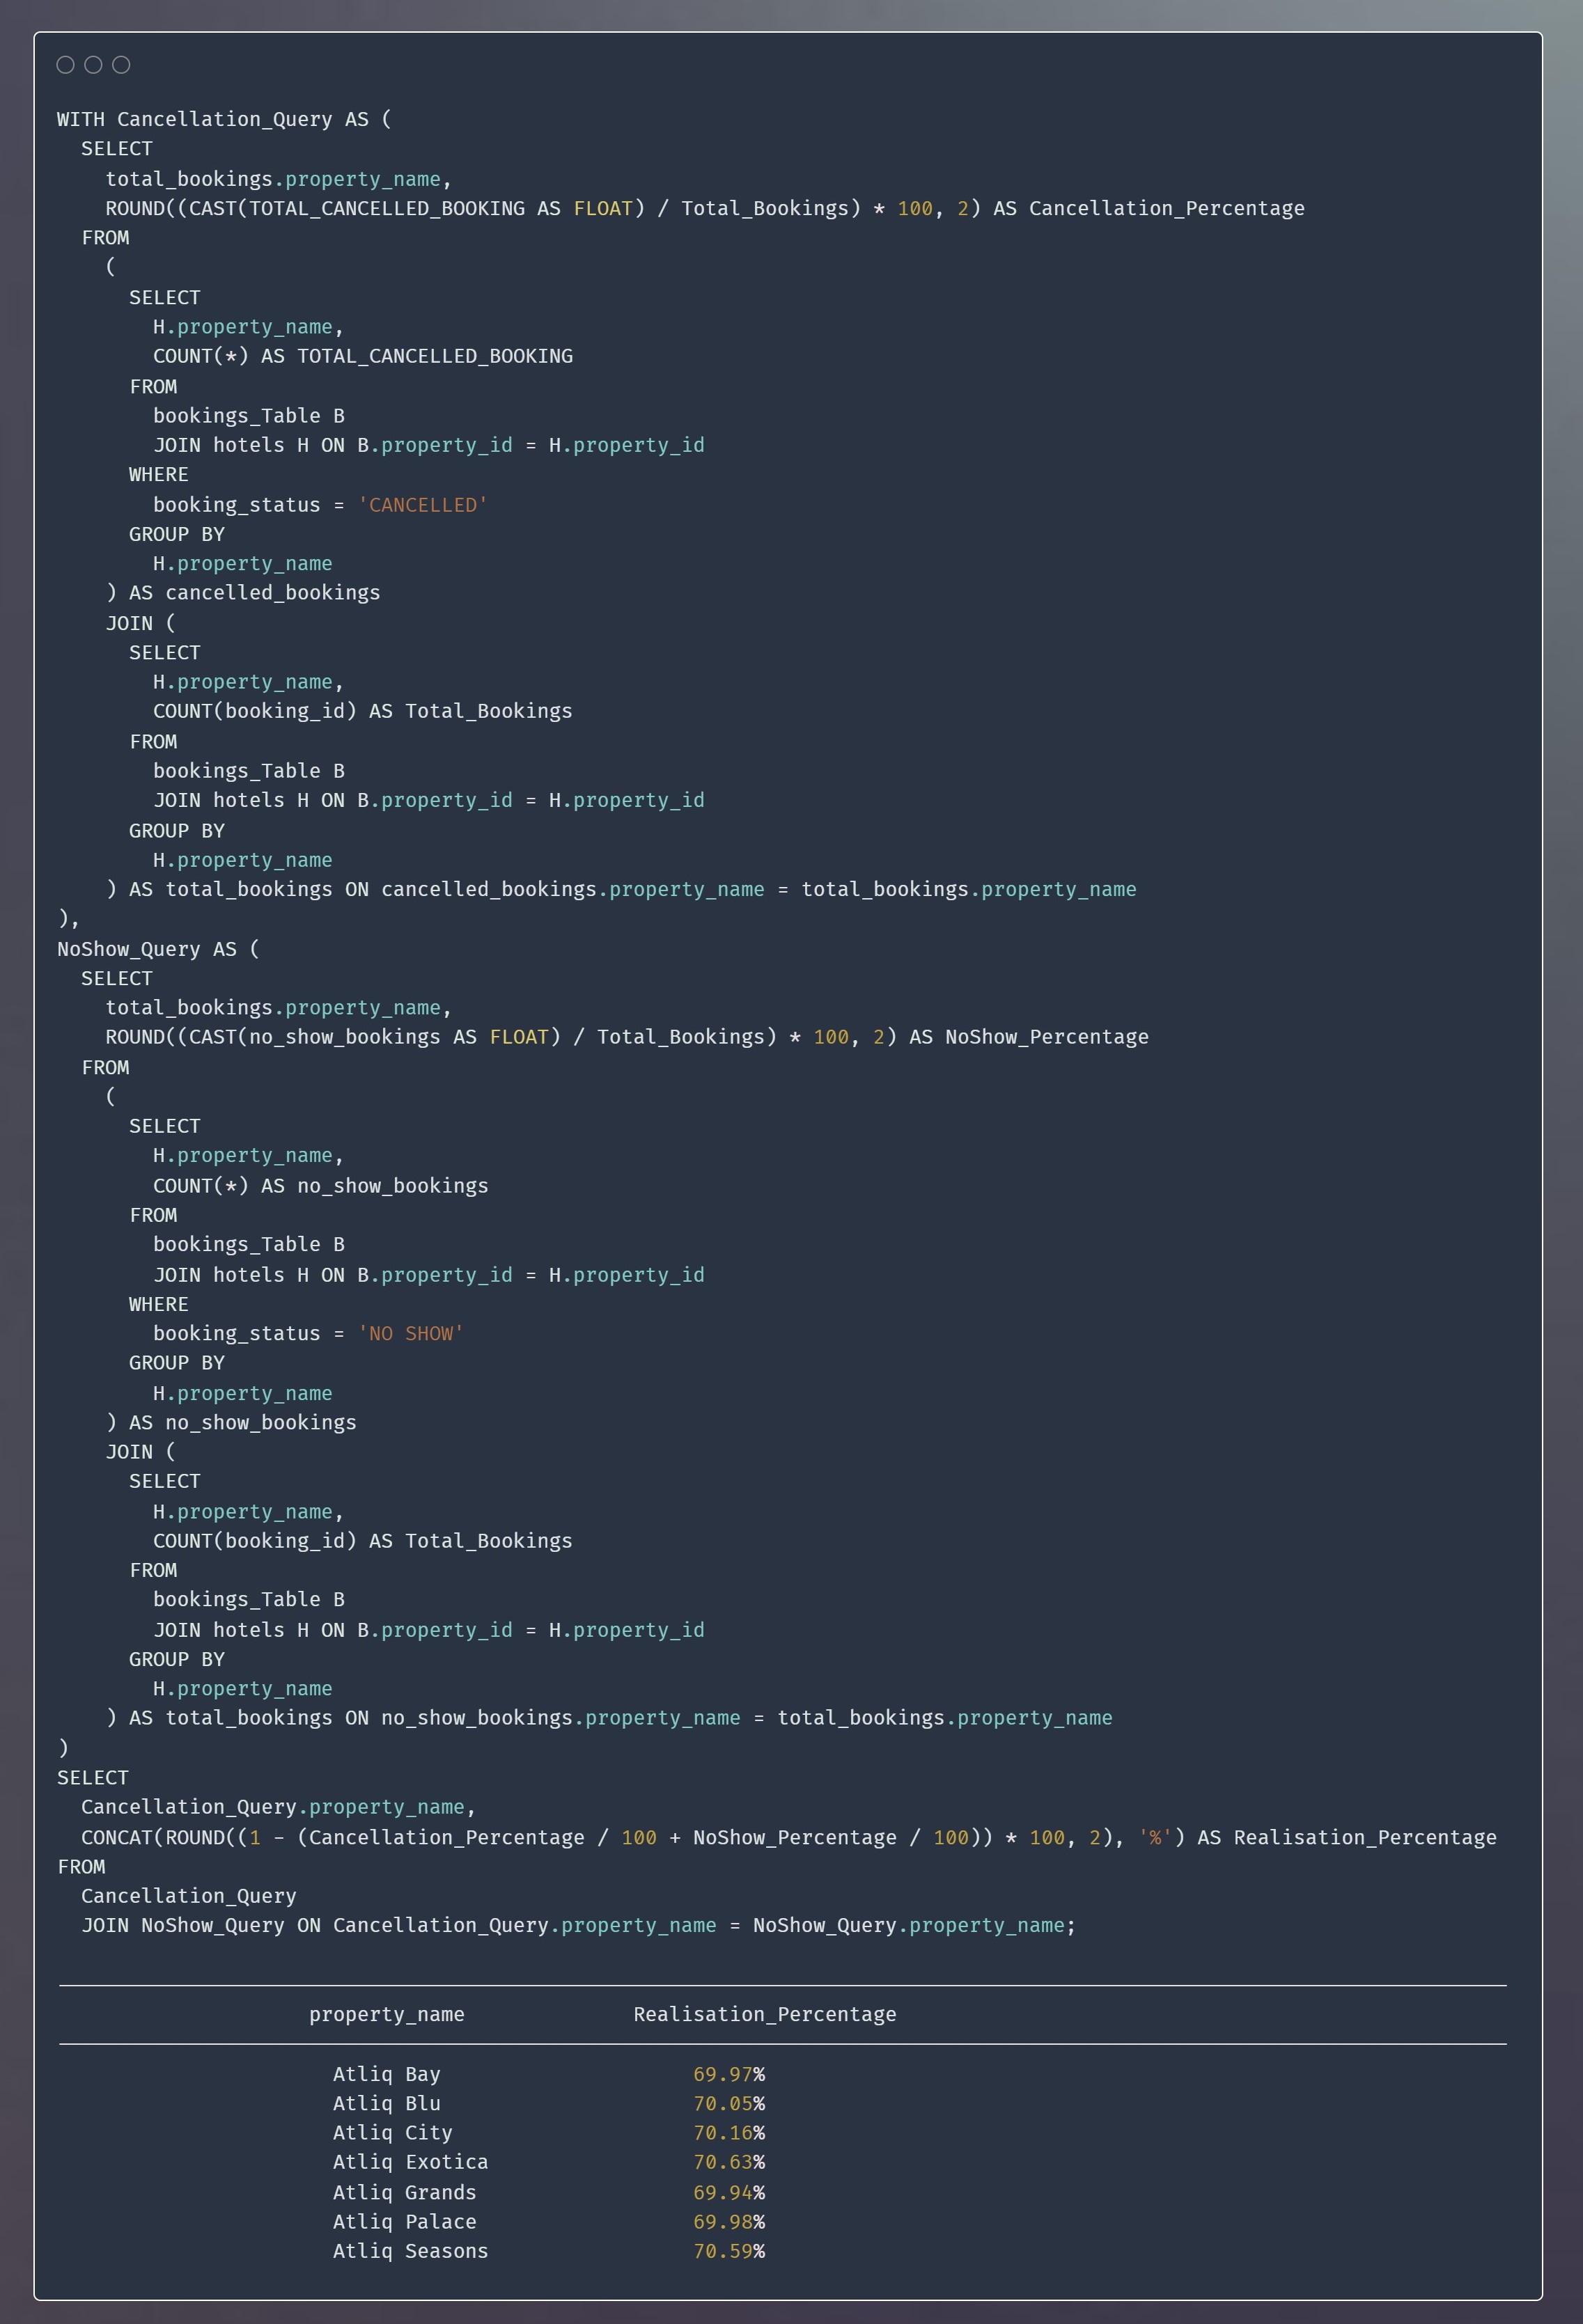 WITH Cancellation_Query AS (
  SELECT
    total_bookings.property_name,
    ROUND((CAST(TOTAL_CANCELLED_BOOKING AS FLOAT) / Total_Bookings) * 100, 2) AS Cancellation_Percentage
  FROM
    (
      SELECT
        H.property_name,
        COUNT(*) AS TOTAL_CANCELLED_BOOKING
      FROM
        bookings_Table B
        JOIN hotels H ON B.property_id = H.property_id
      WHERE
        booking_status = 'CANCELLED'
      GROUP BY
        H.property_name
    ) AS cancelled_bookings
    JOIN (
      SELECT
        H.property_name,
        COUNT(booking_id) AS Total_Bookings
      FROM
        bookings_Table B
        JOIN hotels H ON B.property_id = H.property_id
      GROUP BY
        H.property_name
    ) AS total_bookings ON cancelled_bookings.property_name = total_bookings.property_name
),
NoShow_Query AS (
  SELECT
    total_bookings.property_name,
    ROUND((CAST(no_show_bookings AS FLOAT) / Total_Bookings) * 100, 2) AS NoShow_Percentage
  FROM
    (
      SELECT
        H.property_name,
        COUNT(*) AS no_show_bookings
      FROM
        bookings_Table B
        JOIN hotels H ON B.property_id = H.property_id
      WHERE
        booking_status = 'NO SHOW'
      GROUP BY
        H.property_name
    ) AS no_show_bookings
    JOIN (
      SELECT
        H.property_name,
        COUNT(booking_id) AS Total_Bookings
      FROM
        bookings_Table B
        JOIN hotels H ON B.property_id = H.property_id
      GROUP BY
        H.property_name
    ) AS total_bookings ON no_show_bookings.property_name = total_bookings.property_name
)
SELECT
  Cancellation_Query.property_name,
  CONCAT(ROUND((1 - (Cancellation_Percentage / 100 + NoShow_Percentage / 100)) * 100, 2), '%') AS Realisation_Percentage
FROM
  Cancellation_Query
  JOIN NoShow_Query ON Cancellation_Query.property_name = NoShow_Query.property_name;
property_name Realisation_Percentage
Atliq Bay 69.97%
Atliq Blu 70.05%
Atliq City 70.16%
Atliq Exotica 70.63%
Atliq Grands 69.94%
Atliq Palace 69.98%
Atliq Seasons 70.59%